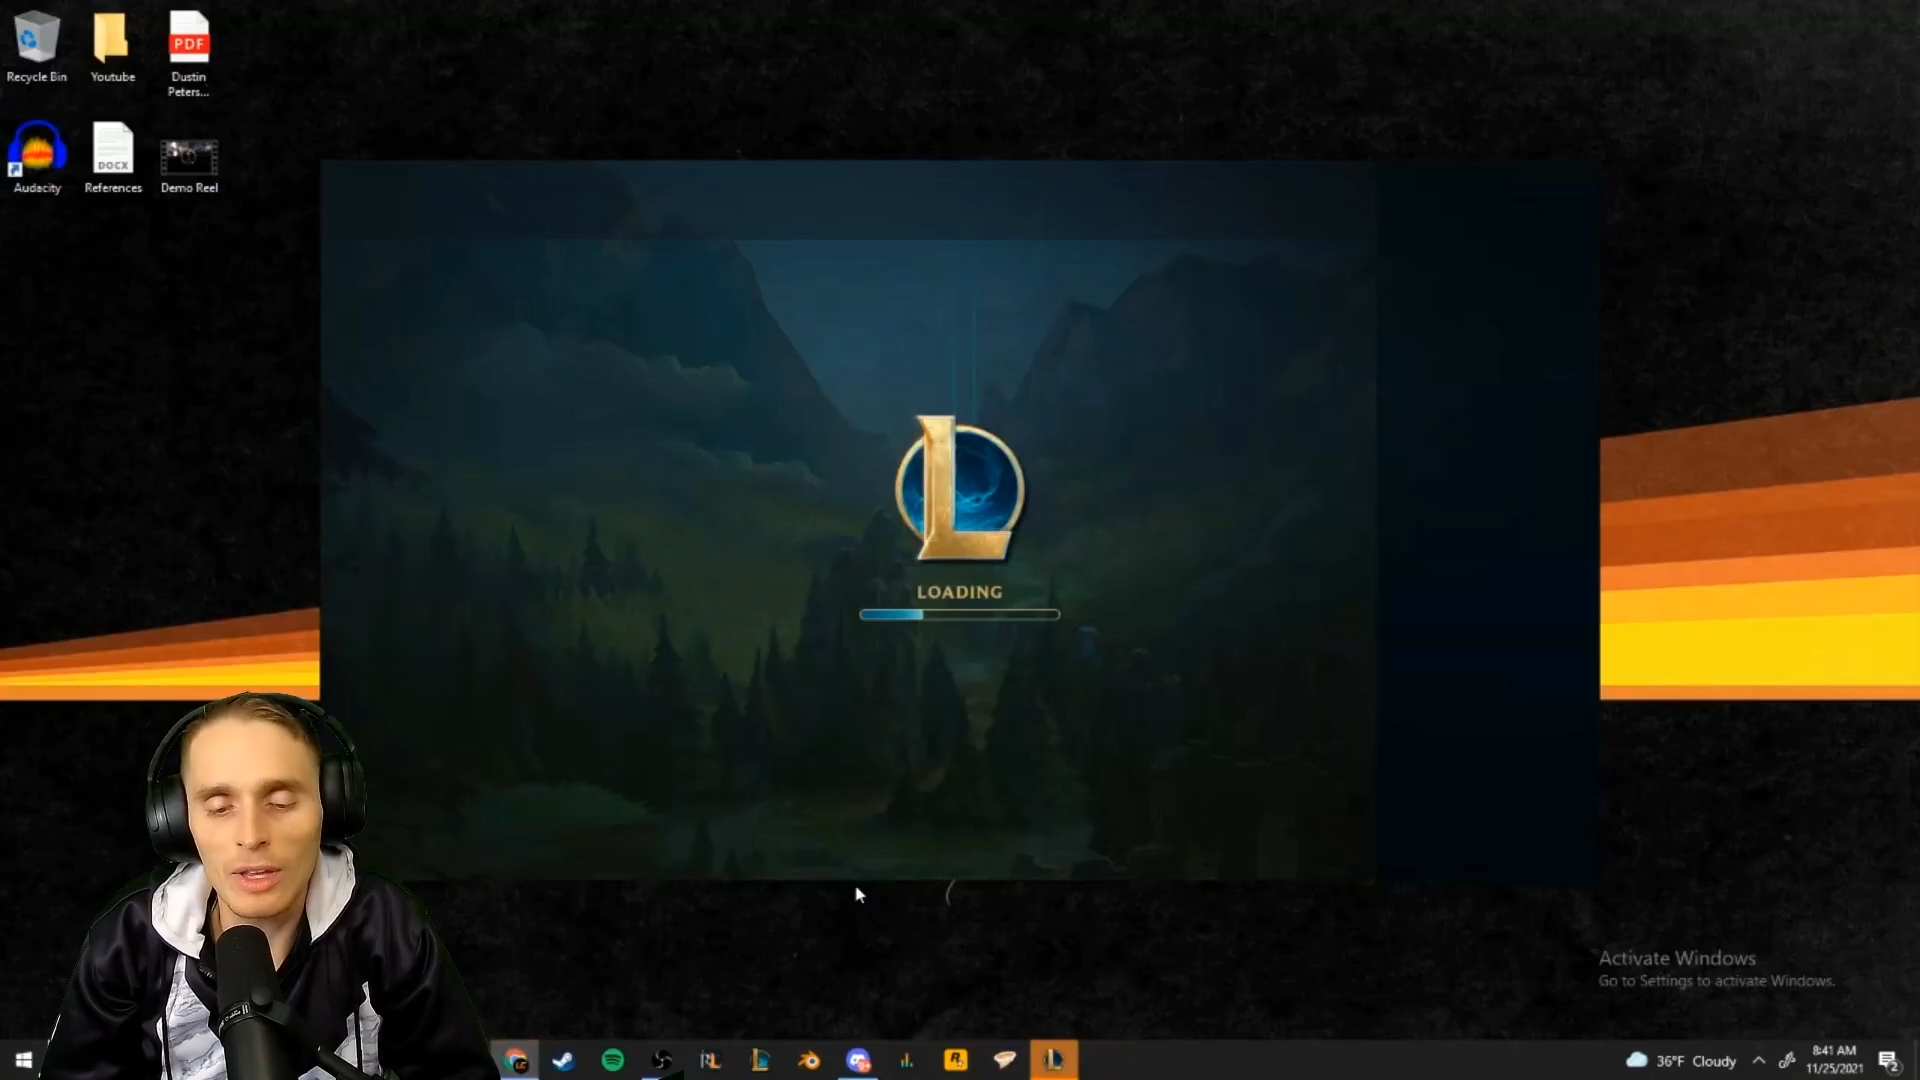 Recycle Bin
Youtube
PDF
Dustin
Peters...
Audacity
DOCX
References
Demo Reel
LOADING
Activate Windows
Go to Settings to activate Windows.
36°F Cloudy
8:41 AM
11/25/2021
2